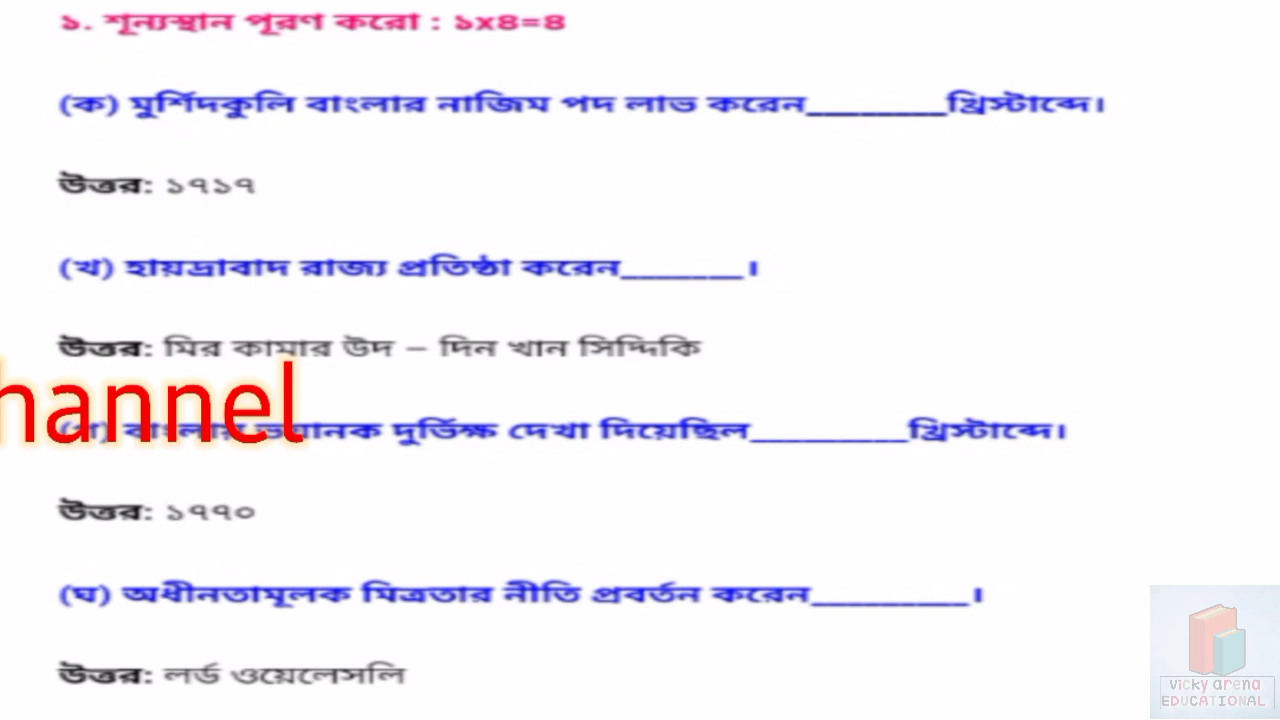 ১. শূন্যস্থান পূরণ করো : ১x৪=৪
(ক) মুর্শিদকুলি বাংলার নাজিম পদ লাভ করেন________খ্রিস্টাব্দে।
উত্তর: ১৭১৭
(খ) হায়দ্রাবাদ রাজ্য প্রতিষ্ঠা করেন_______।
উত্তর: মির কামার উদ – দিন খান সিদ্দিকি
hannel
(গ) বাংলায় ভয়ানক দুর্ভিক্ষ দেখা দিয়েছিল_________খ্রিস্টাব্দে।
উত্তর: ১৭৭০
(ঘ) অধীনতামূলক মিত্রতার নীতি প্রবর্তন করেন_________।
উত্তর: লর্ড ওয়েলেসলি
vicky arena
EDUCATIONAL